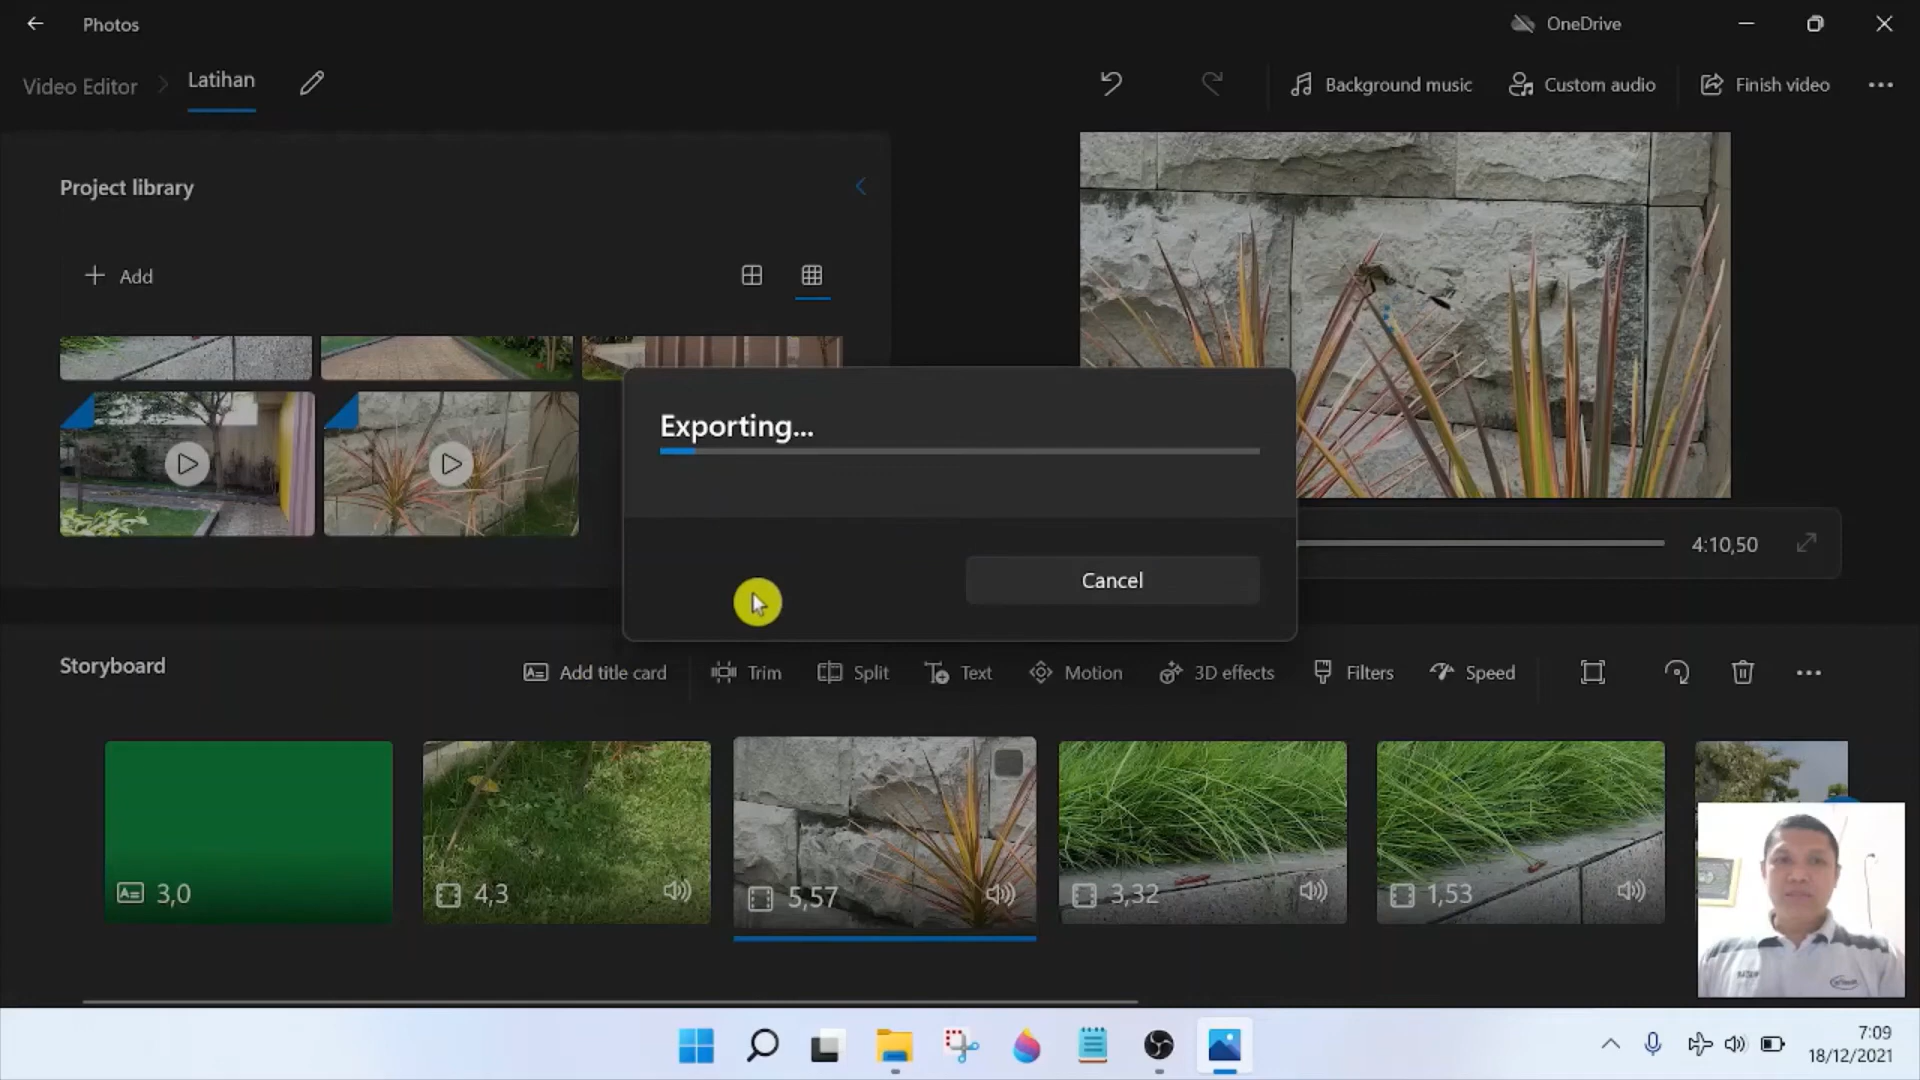 Photos
OneDrive
Video Editor
Latihan
Background music
Custom audio
Finish video
Project library
Add
Exporting...
4:10,50
Cancel
Storyboard
Add title card
Trim
Split
Text
Motion
3D effects
Filters
Speed
3,0
4,3
5,57
3,32
1,53
7:09
18/12/2021